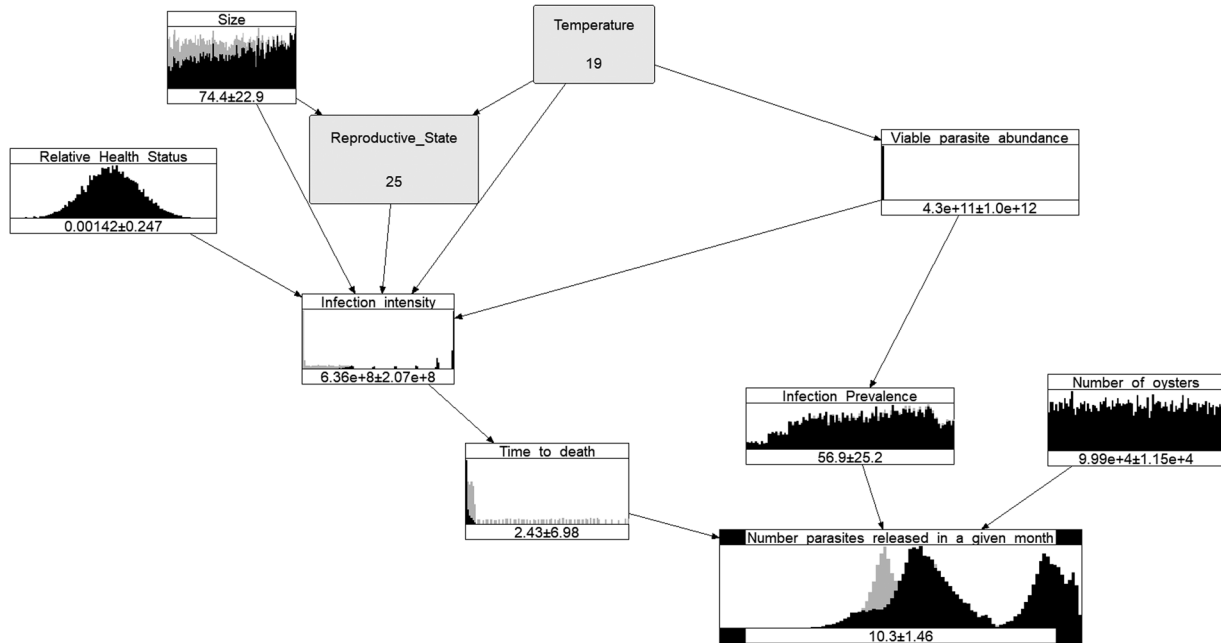 Size
74.4±22.9
Temperature
19
Reproductive_State
25
Relative Health Status
0.00142±0.247
Viable parasite abundance
4.3e+11±1.0e+12
Infection intensity
6.36e+8±2.07e+8
Infection Prevalence
56.9±25.2
Number of oysters
9.99e+4±1.15e+4
Time to death
2.43±6.98
Number parasites released in a given month
10.3±1.46